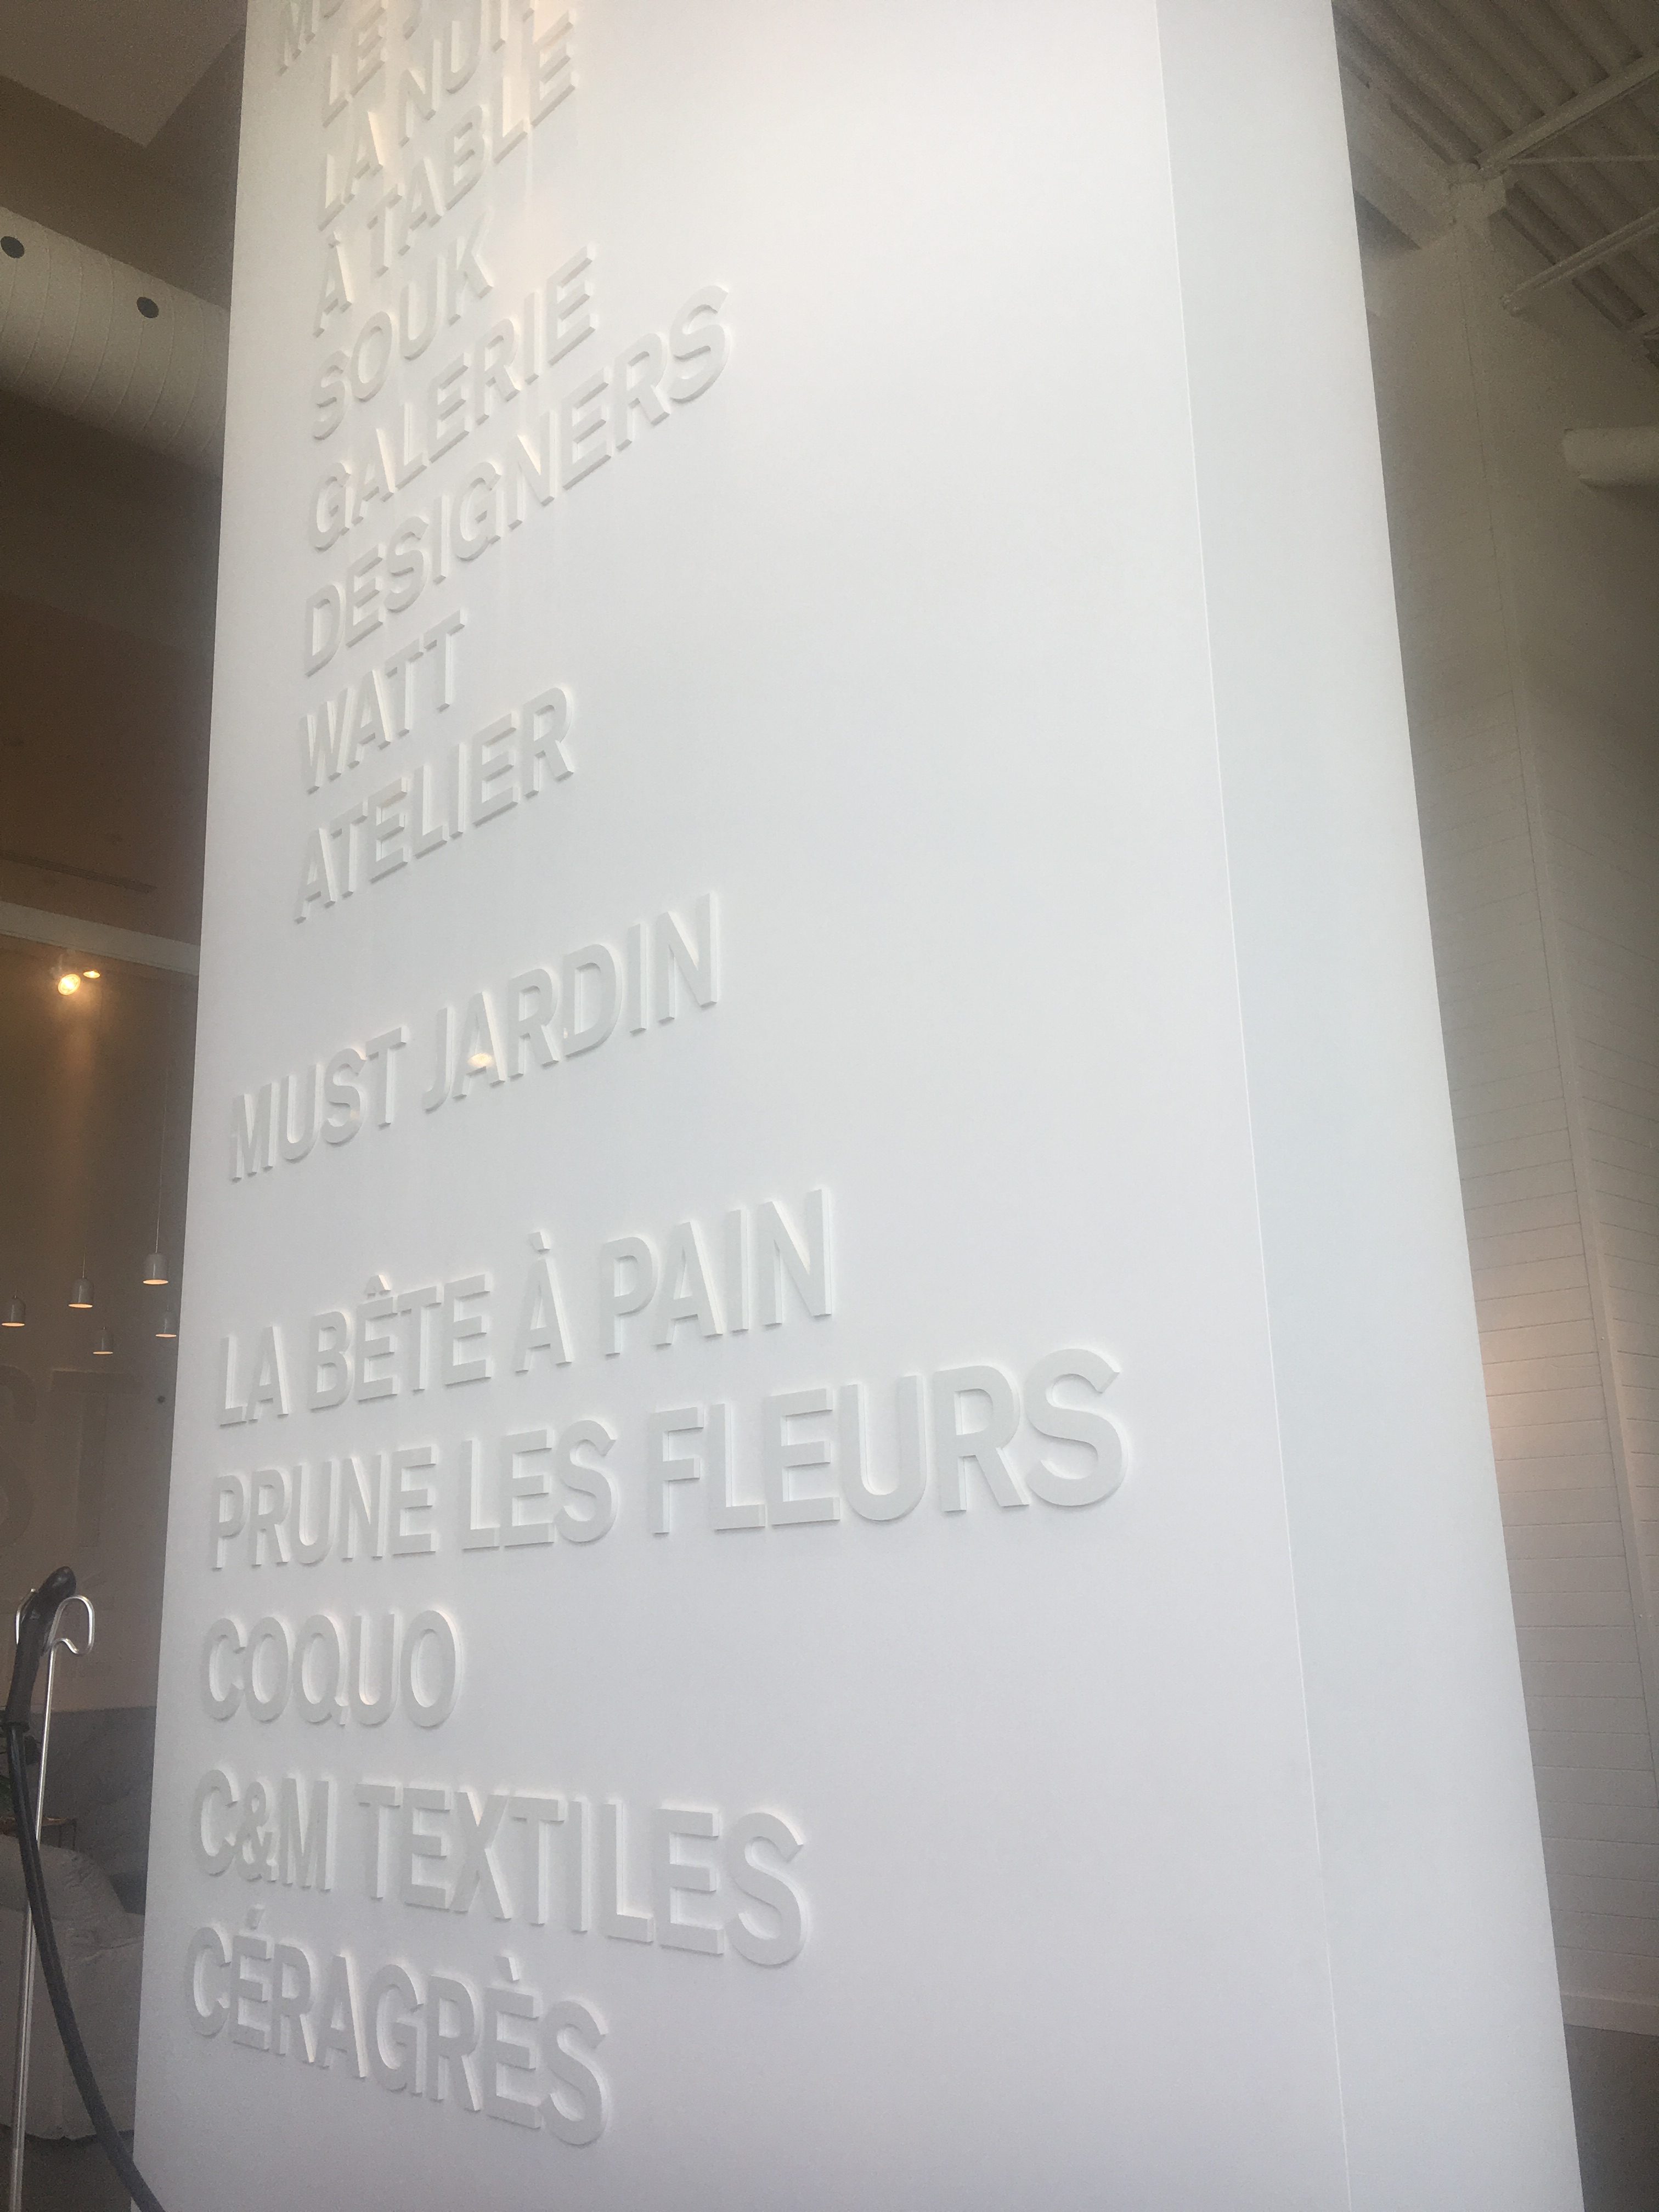 LE
LA NUIT
À TABLE
SOUK
GALERIE
DESIGNERS
WATT
ATELIER
MUST JARDIN
LA BÊTE À PAIN
PRUNE LES FLEURS
COQUO
C&M TEXTILES
CÉRAGRÈS